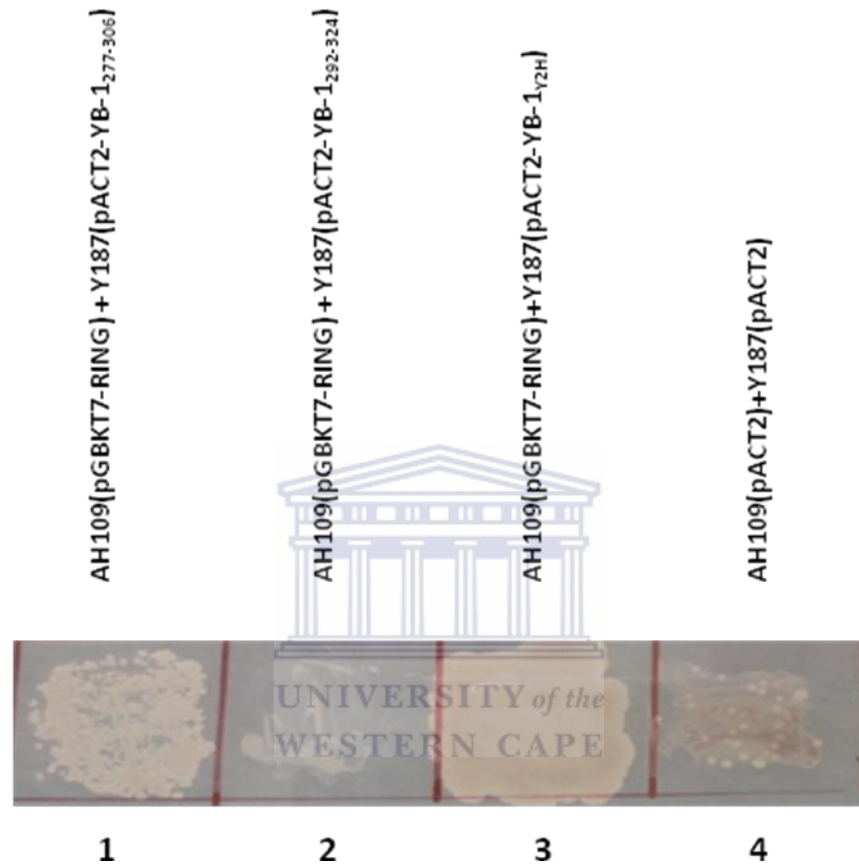 AH109(pGBKT7-RING) + Y187(pACT2-YB-1277-306)
AH109(pGBKT7-RING) + Y187(pACT2-YB-1292-324)
AH109(pGBKT7-RING)+Y187(pACT2-YB-1Y2H)
AH109(pACT2)+Y187(pACT2)
UNIVERSITY of the
WESTERN CAPE
1 2 3 4